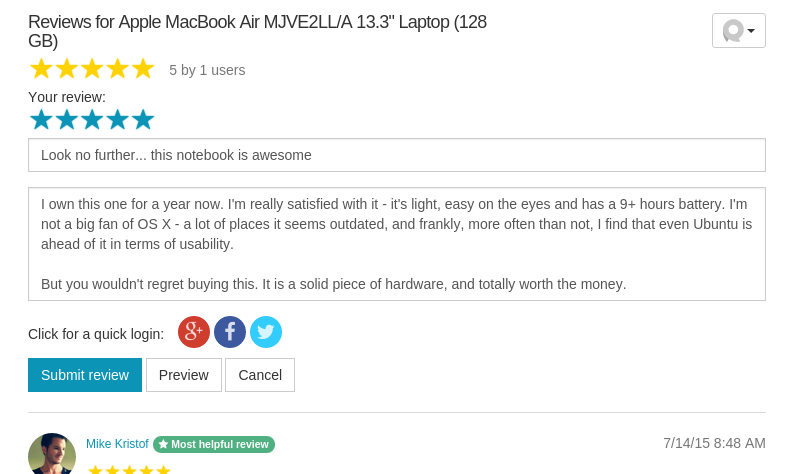 Reviews for Apple MacBook Air MJVE2LL/A 13.3" Laptop (128
GB)
5 by 1 users
Your review:
Look no further... this notebook is awesome
I own this one for a year now. I'm really satisfied with it - it's light, easy on the eyes and has a 9+ hours battery. I'm
not a big fan of OS X - a lot of places it seems outdated, and frankly, more often than not, I find that even Ubuntu is
ahead of it in terms of usability.
But you wouldn't regret buying this. It is a solid piece of hardware, and totally worth the money.
Click for a quick login: g+ f
Submit review Preview Cancel
Mike Kristof Most helpful review 7/14/15 8:48 AM